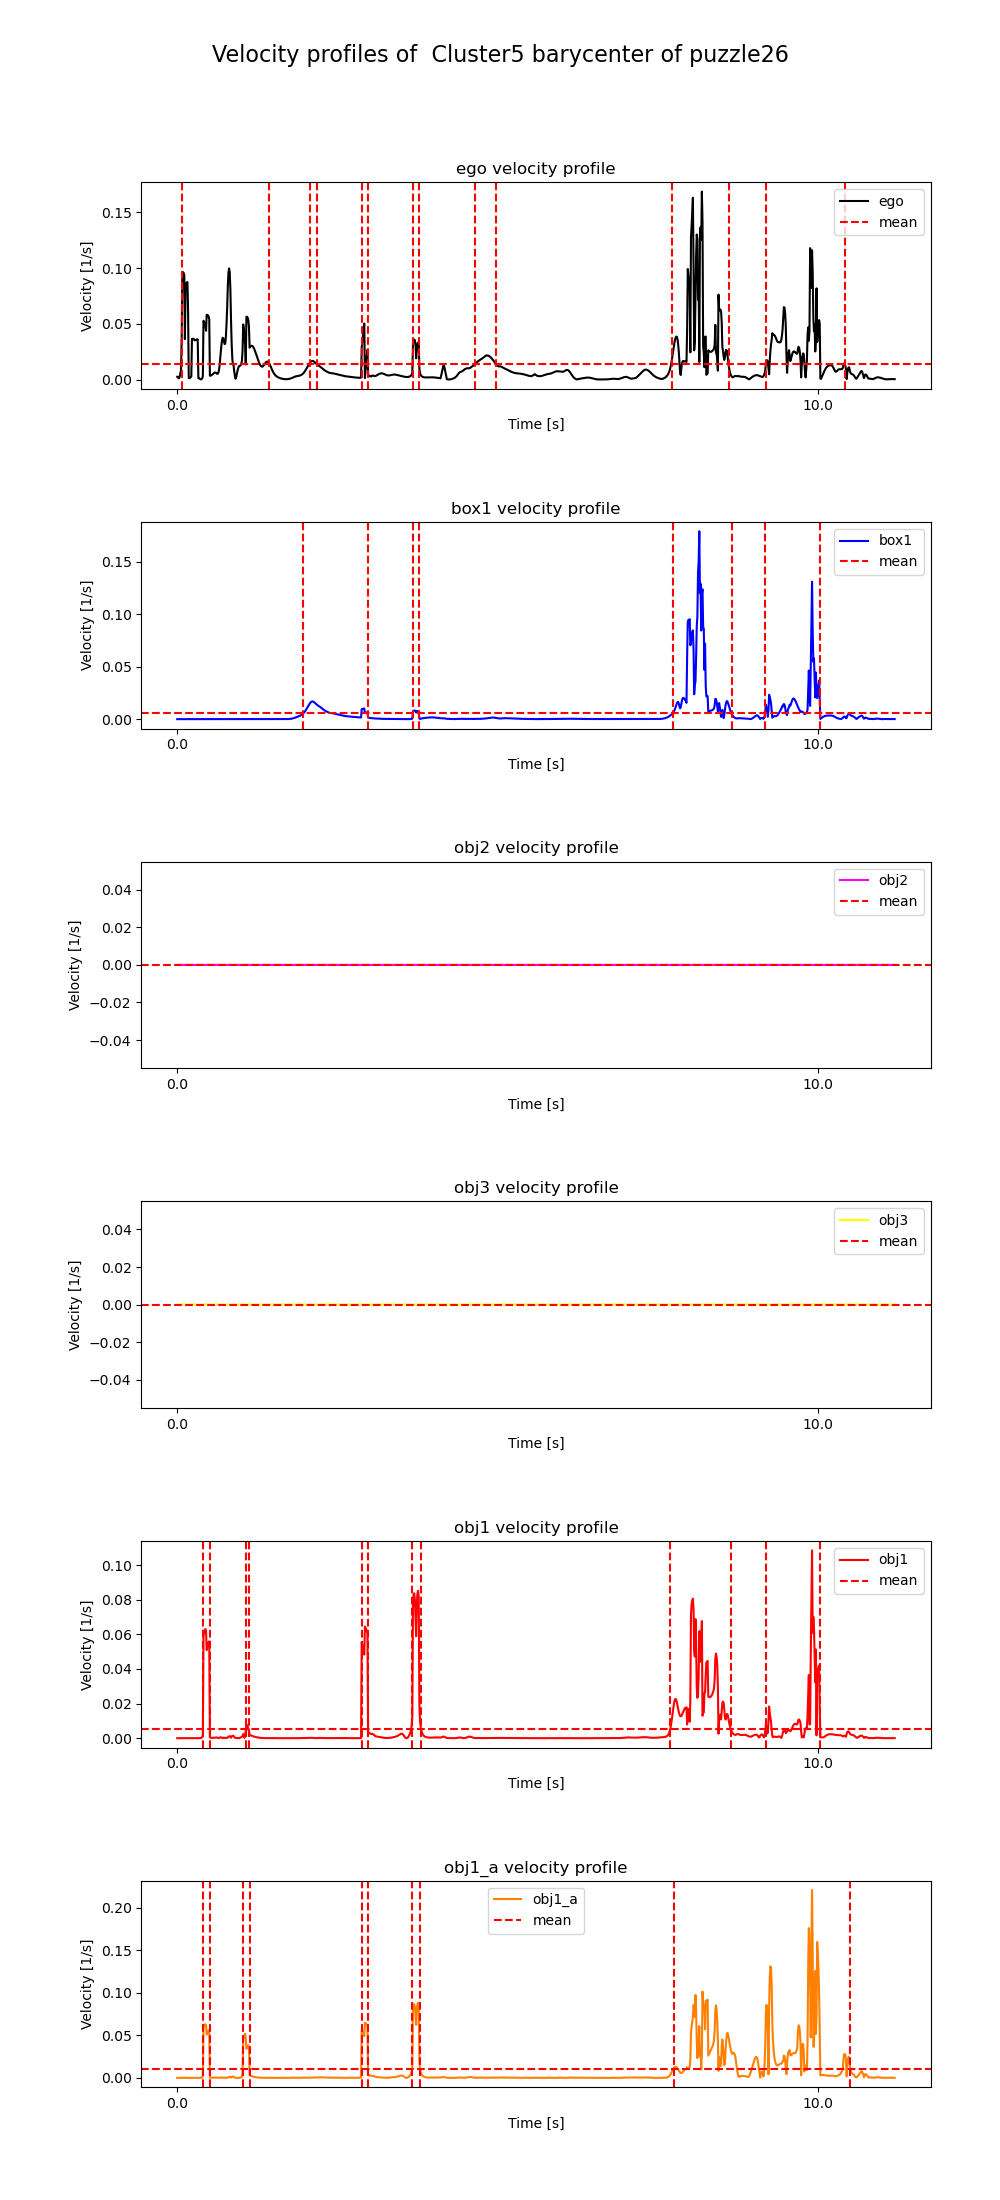 Velocity profiles of  Cluster5 barycenter of puzzle26
ego velocity profile
ego
mean
0.15
0.10
0.05
0.00
Velocity [1/s]
0.0
10.0
Time [s]
box1 velocity profile
box1
mean
0.15
0.10
0.05
0.00
Velocity [1/s]
0.0
10.0
Time [s]
obj2 velocity profile
obj2
mean
0.04
0.02
0.00
−0.02
−0.04
Velocity [1/s]
0.0
10.0
Time [s]
obj3 velocity profile
obj3
mean
0.04
0.02
0.00
−0.02
−0.04
Velocity [1/s]
0.0
10.0
Time [s]
obj1 velocity profile
obj1
mean
0.10
0.08
0.06
0.04
0.02
0.00
Velocity [1/s]
0.0
10.0
Time [s]
obj1_a velocity profile
obj1_a
mean
0.20
0.15
0.10
0.05
0.00
Velocity [1/s]
0.0
10.0
Time [s]